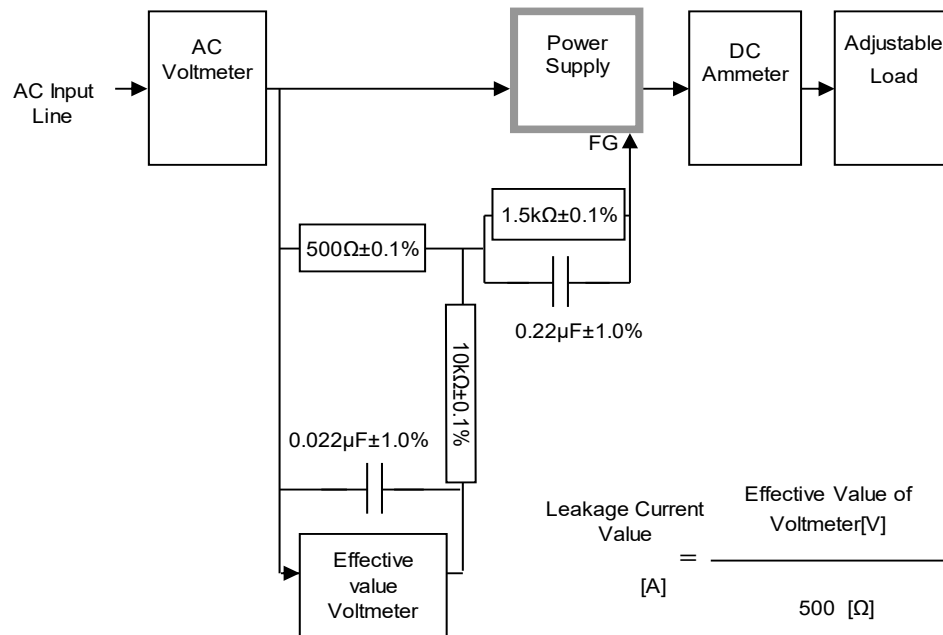 AC
Voltmeter
Power
Supply
DC
Ammeter
Adjustable
Load
AC Input
Line
FG
1.5kΩ±0.1%
500Ω±0.1%
0.22µF±1.0%
10kΩ±0.1%
0.022µF±1.0%
Effective
value
Voltmeter
Leakage Current
Value
[A]
=
Effective Value of
Voltmeter[V]
500 [Ω]